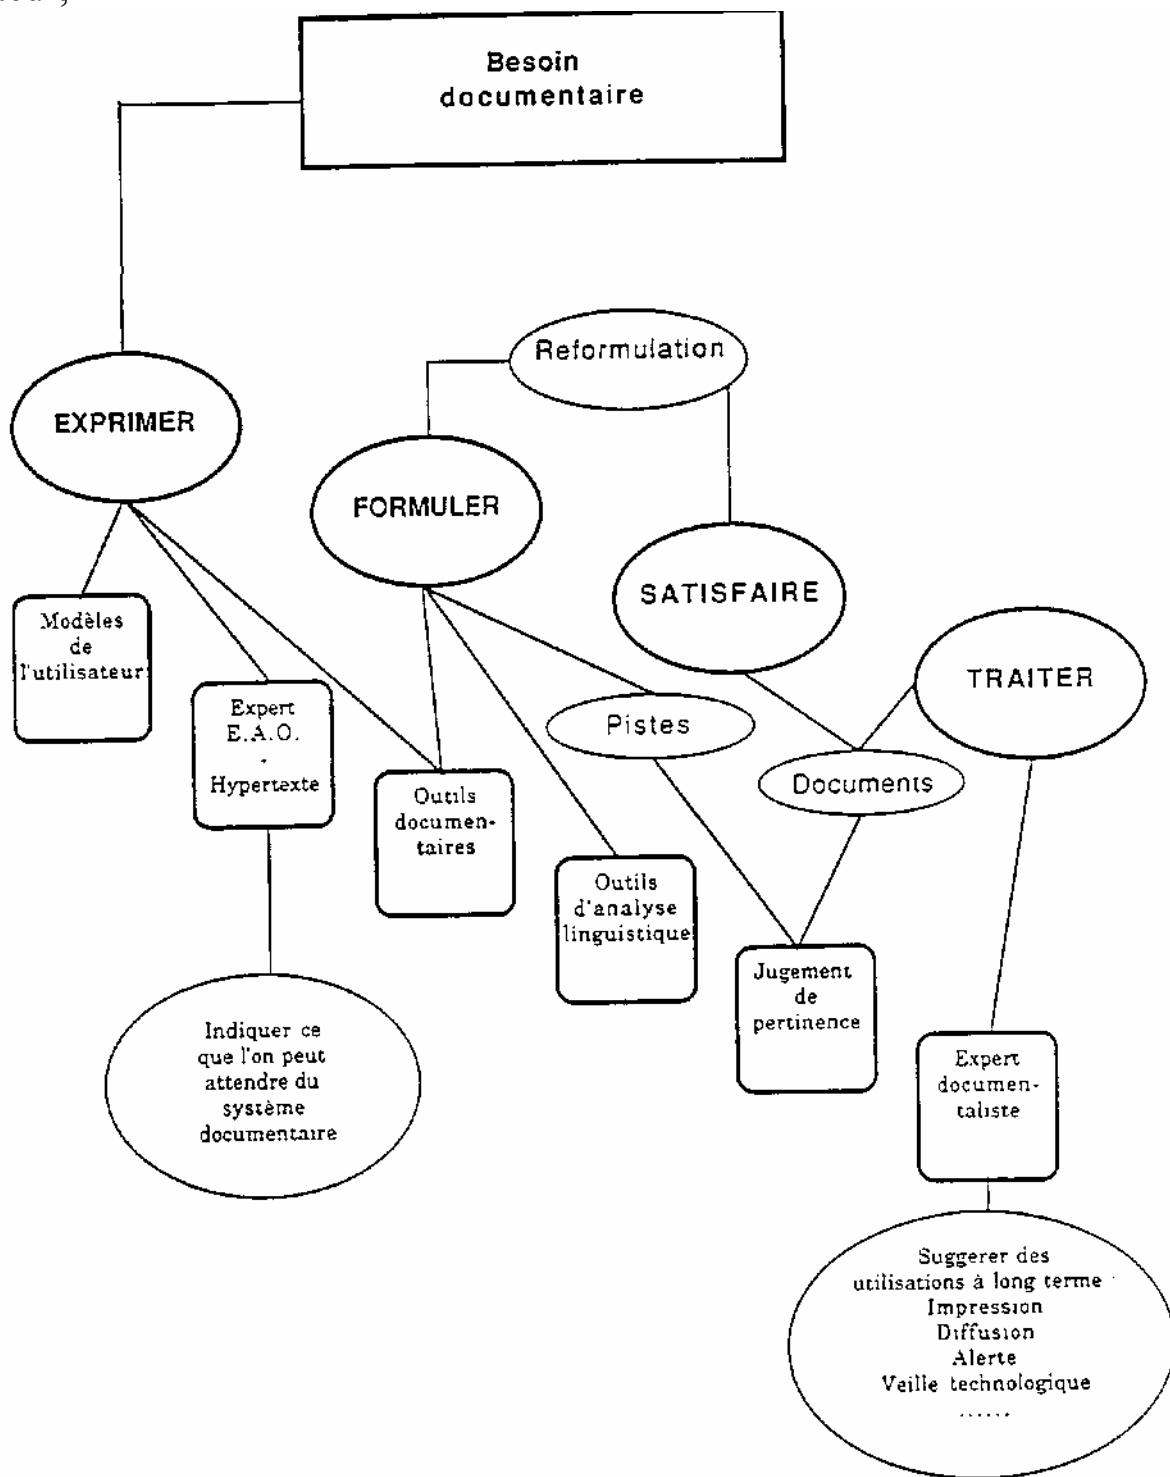 Besoin
documentaire
Reformulation
EXPRIMER
FORMULER
SATISFAIRE
TRAITER
Modèles
de
l'utilisateur
Expert
E.A.O.
-
Hypertexte
Pistes
Documents
Outils
documen-
taires
Outils
d'analyse
linguistique
Jugement
de
pertinence
Indiquer ce
que l'on peut
attendre du
système
documentaire
Expert
documen-
taliste
Suggerer des
utilisations à long terme
Impression
Diffusion
Alerte
Veille technologique
......